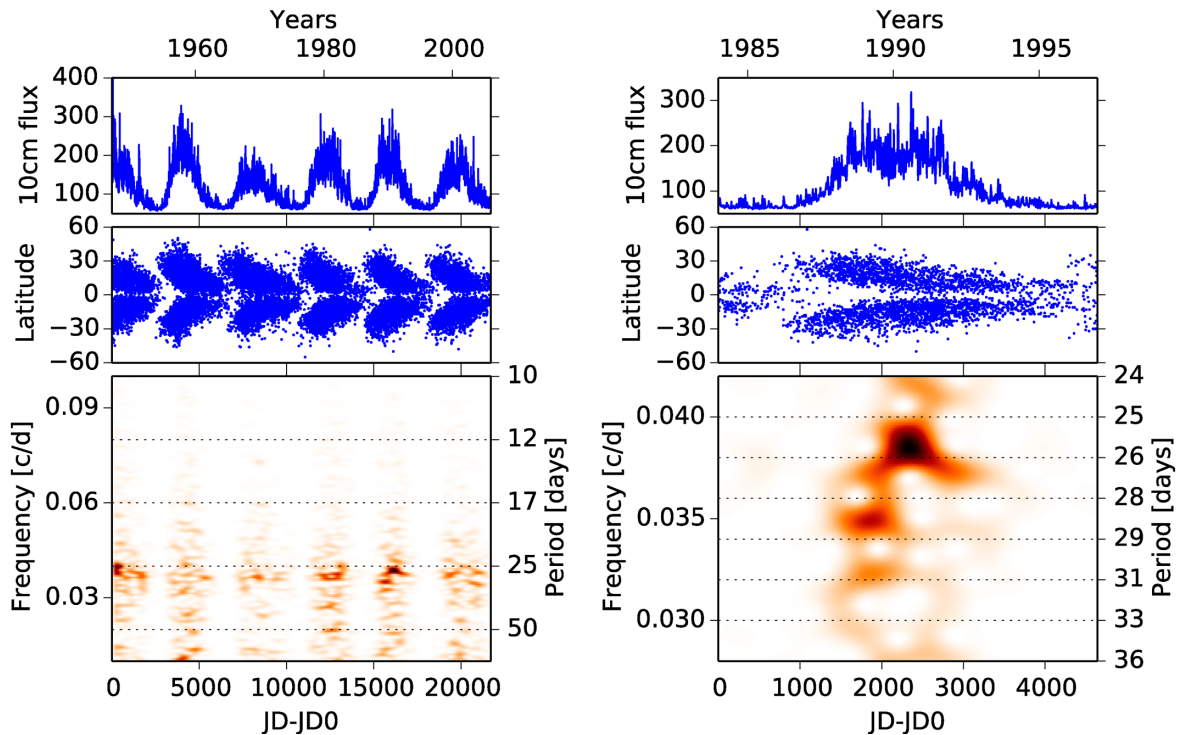 Years
1960 1980 2000
400
300
200
100
10cm flux
60
30
0
−30
−60
Latitude
0.09
0.06
0.03
Frequency [c/d]
10
12
17
25
50
Period [days]
0 5000 10000 15000 20000
JD-JD0
Years
1985 1990 1995
300
200
100
10cm flux
60
30
0
−30
−60
Latitude
0.040
0.035
0.030
Frequency [c/d]
24
25
26
28
29
31
33
36
Period [days]
0 1000 2000 3000 4000
JD-JD0